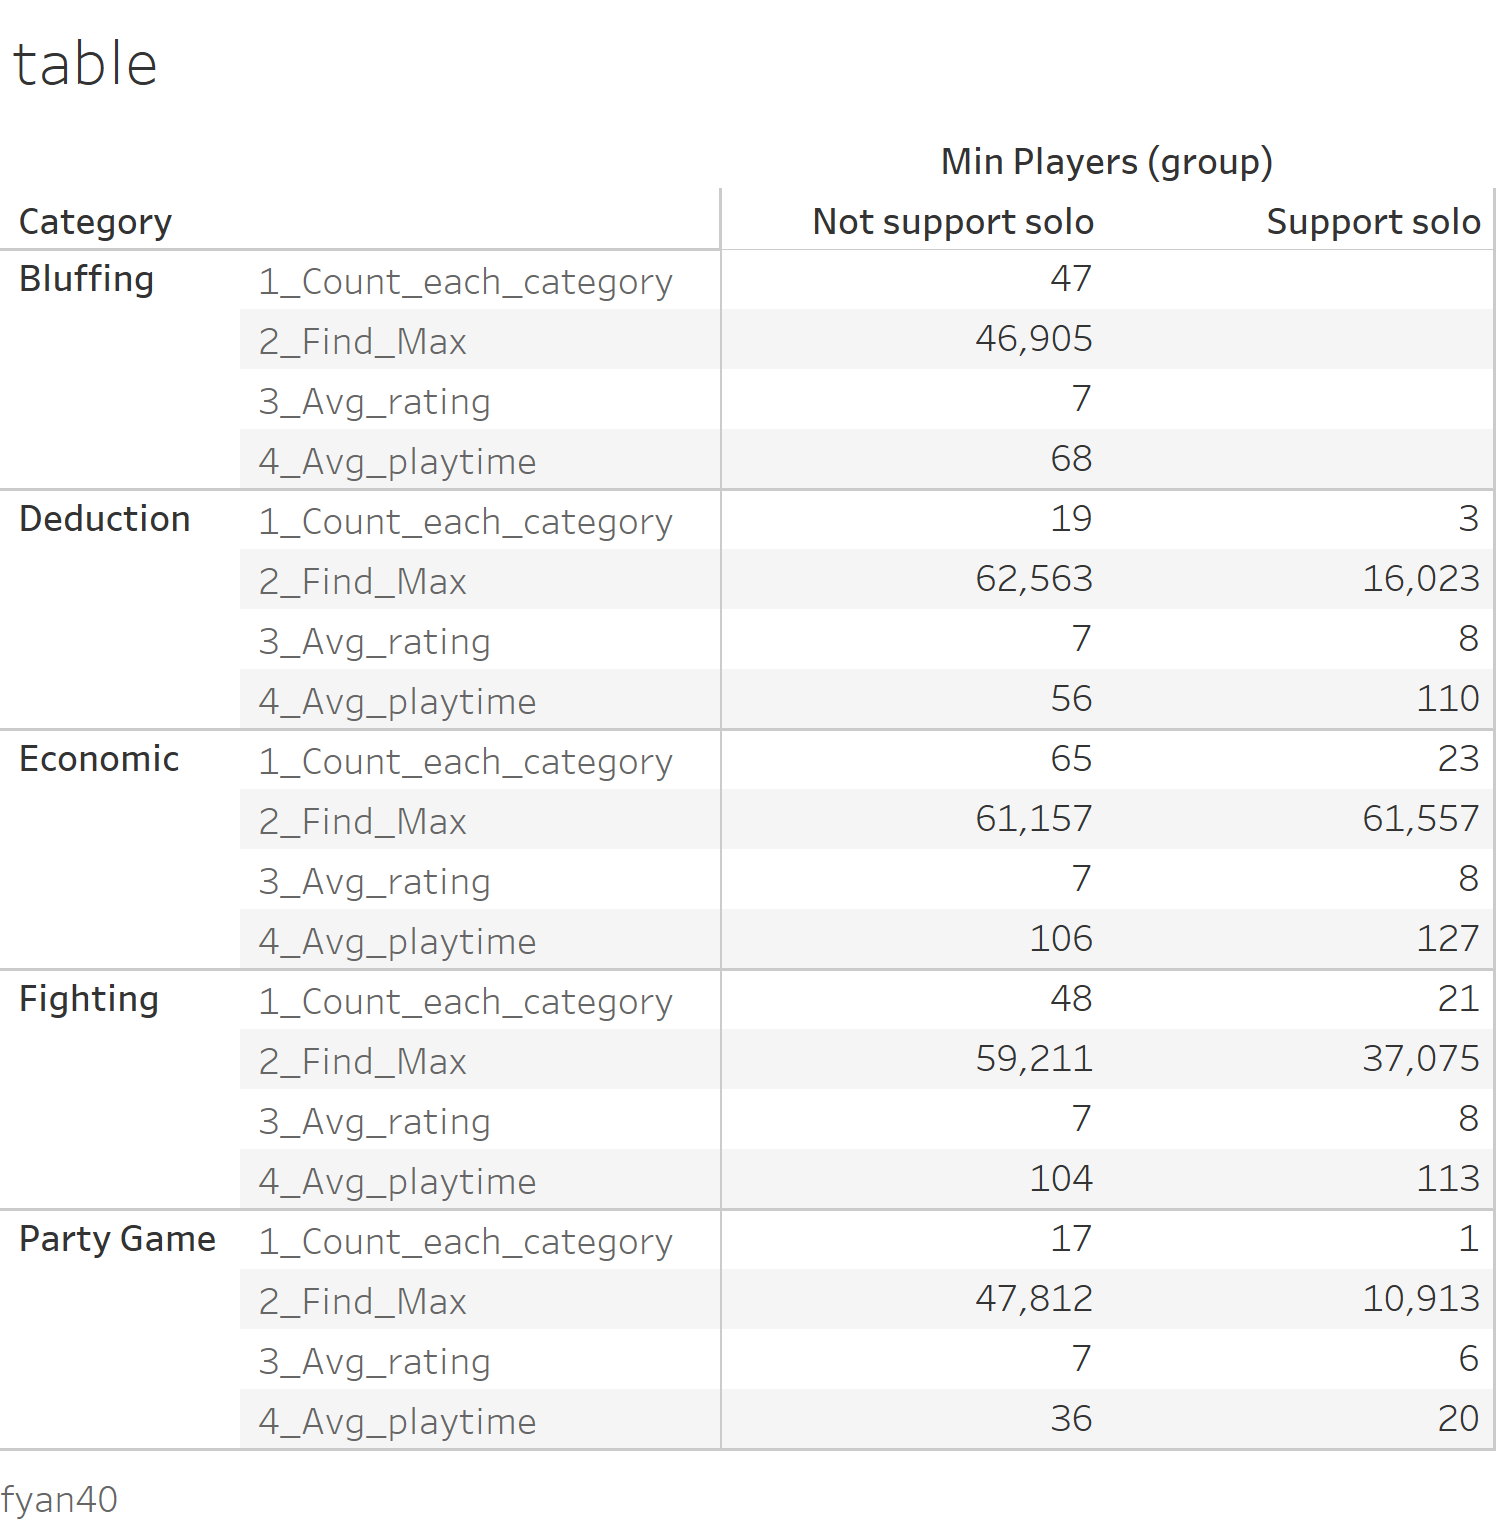 table
Min Players (group)
Category Not support solo Support solo
Bluffing 1_Count_each_category 47
2_Find_Max 46,905
3_Avg_rating 7
4_Avg_playtime 68
Deduction 1_Count_each_category 19 3
2_Find_Max 62,563 16,023
3_Avg_rating 7 8
4_Avg_playtime 56 110
Economic 1_Count_each_category 65 23
2_Find_Max 61,157 61,557
3_Avg_rating 7 8
4_Avg_playtime 106 127
Fighting 1_Count_each_category 48 21
2_Find_Max 59,211 37,075
3_Avg_rating 7 8
4_Avg_playtime 104 113
Party Game 1_Count_each_category 17 1
2_Find_Max 47,812 10,913
3_Avg_rating 7 6
4_Avg_playtime 36 20
fyan40